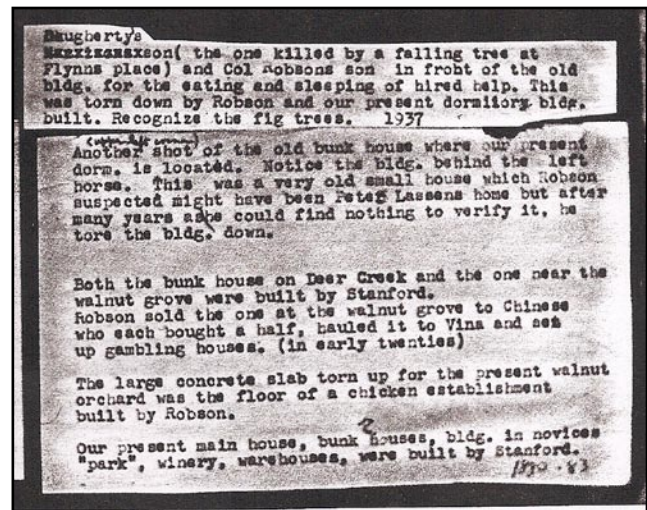 Daugherty's
son( the one killed by a falling tree at
Flynns place) and Col Robsons son in froht of the old
bldg. for the eating and sleeping of hired help. This
was torn down by Robson and our present dormitory bldg.
built. Recognize the fig trees. 1937
Another shot of the old bunk house where our present
dorm. is located. Notice the bldg. behind the left
horse. This was a very old small house which Robson
suspected might have been Peter Lassens home but after
many years as he could find nothing to verify it, he
tore the bldg. down.
Both the bunk house on Deer Creek and the one near the
walnut grove were built by Stanford.
Robson sold the one at the walnut grove to Chinese
who each bought a half, hauled it to Vina and set
up gambling houses. (in early twenties)
The large concrete slab torn up for the present walnut
orchard was the floor of a chicken establishment
built by Robson.
2
Our present main house, bunk houses, bldg. in novices
"park", winery, warehouses, were built by Stanford.